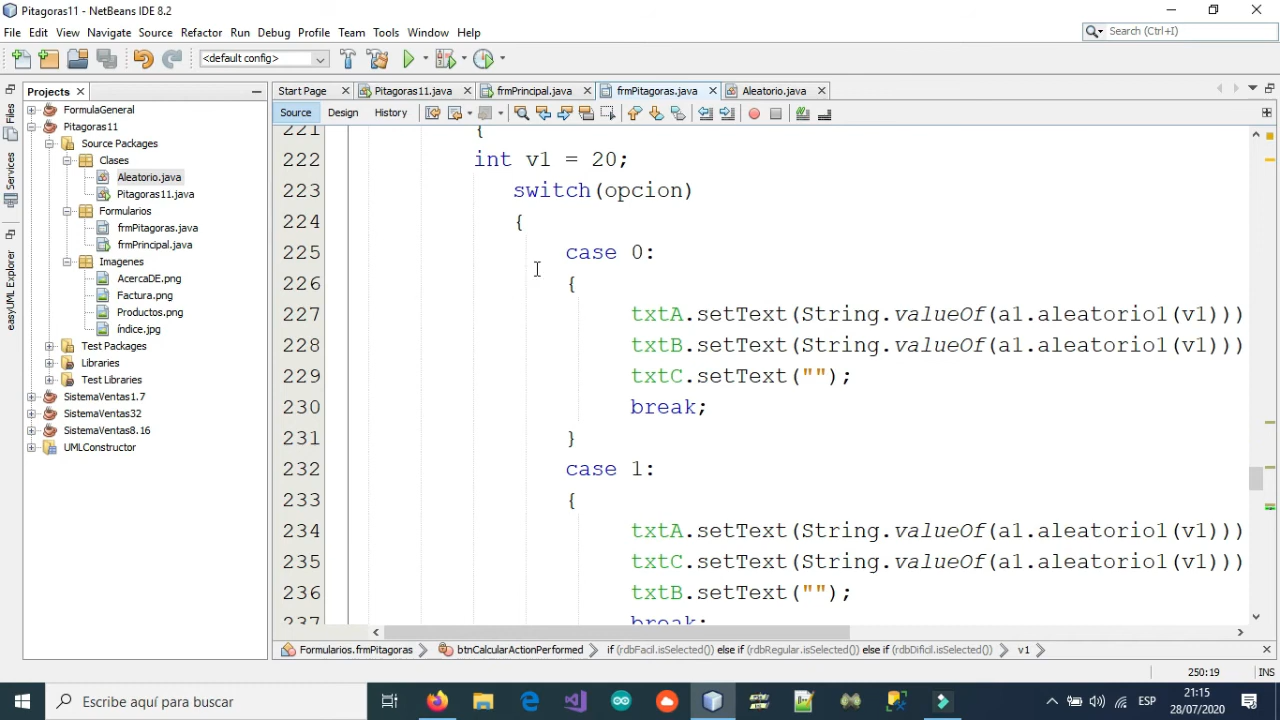 Pitagoras11 - NetBeans IDE 8.2
File Edit View Navigate Source Refactor Run Debug Profile Team Tools Window Help
Search (Ctrl+I)
<default config>
Projects
Start Page
Pitagoras11.java
frmPrincipal.java
frmPitagoras.java
Aleatorio.java
Source Design History
Files
Services
easyUML Explorer
FormulaGeneral
Pitagoras11
Source Packages
Clases
Aleatorio.java
Pitagoras11.java
Formularios
frmPitagoras.java
frmPrincipal.java
Imagenes
AcercaDE.png
Factura.png
Productos.png
índice.jpg
Test Packages
Libraries
Test Libraries
SistemaVentas1.7
SistemaVentas32
SistemaVentas8.16
UMLConstructor
221 {
222 int v1 = 20;
223 switch(opcion)
224 {
225 case 0:
226 {
227 txtA.setText(String.valueOf(a1.aleatorio1(v1)))
228 txtB.setText(String.valueOf(a1.aleatorio1(v1)))
229 txtC.setText("");
230 break;
231 }
232 case 1:
233 {
234 txtA.setText(String.valueOf(a1.aleatorio1(v1)))
235 txtC.setText(String.valueOf(a1.aleatorio1(v1)))
236 txtB.setText("");
237 break;
Formularios.frmPitagoras
btnCalcularActionPerformed
if (rdbFacil.isSelected()) else if (rdbRegular.isSelected()) else if (rdbDificil.isSelected())
v1
250:19
INS
Escribe aquí para buscar
ESP
21:15
28/07/2020